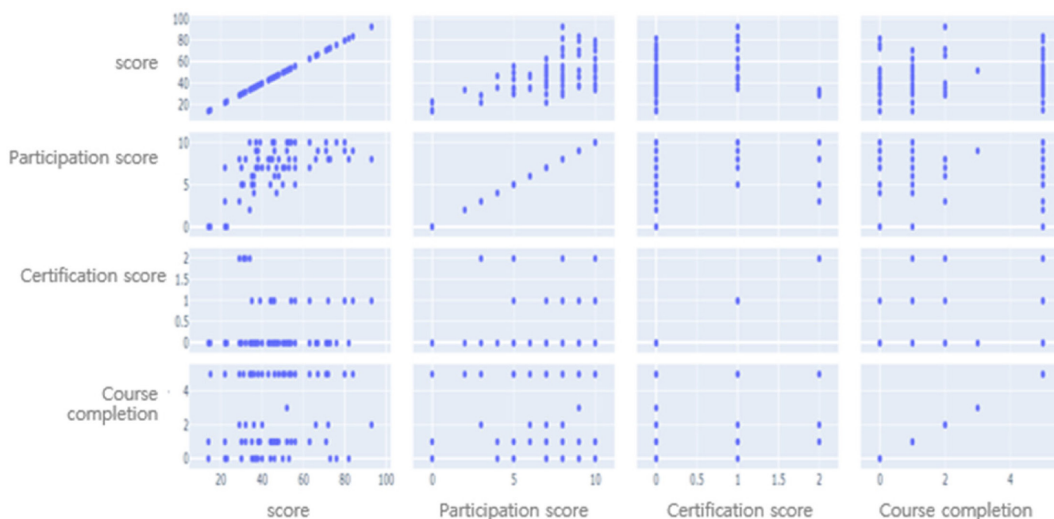 100
80
score 60
40
20
10
Participation score
5
0
2
Certification score 1.5
1
0.5
0
Course 4
completion 2
0
20 40 60 80 100 0 5 10 0 0.5 1 1.5 2 0 2 4
score Participation score Certification score Course completion